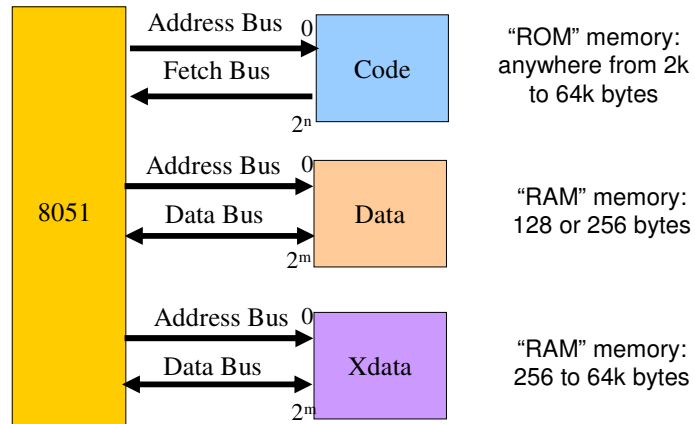 Address Bus 0
Fetch Bus
Code
2ⁿ
"ROM" memory:
anywhere from 2k
to 64k bytes
8051
Address Bus 0
Data Bus
Data
2ᵐ
"RAM" memory:
128 or 256 bytes
Address Bus 0
Data Bus
Xdata
2ᵐ
"RAM" memory:
256 to 64k bytes